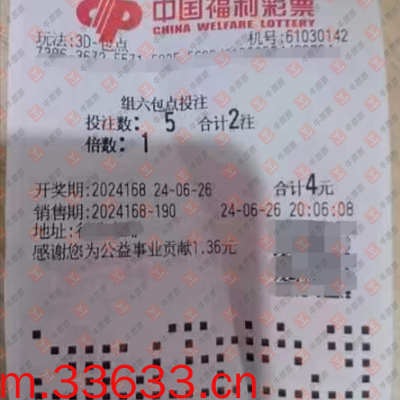 中国福利彩票
CHINA WELFARE LOTTERY
玩法:3D-包点 机号:61030142
组六包点投注
投注数: 5 合计2注
倍数: 1
开奖期:2024168 24-06-26 合计4元
销售期:2024168-190 24-06-26 20:06:08
地址:
感谢您为公益事业贡献1.36元
m.33633.cn